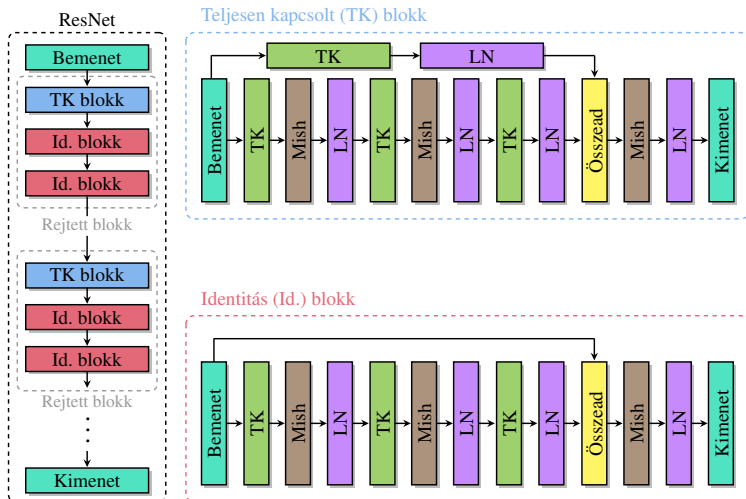 ResNet
Bemenet
TK blokk
Id. blokk
Id. blokk
Rejtett blokk
TK blokk
Id. blokk
Id. blokk
Rejtett blokk
Kimenet
Teljesen kapcsolt (TK) blokk
TK
LN
Bemenet
TK
Mish
LN
TK
Mish
LN
TK
LN
Összead
Mish
LN
Kimenet
Identitás (Id.) blokk
Bemenet
TK
Mish
LN
TK
Mish
LN
TK
LN
Összead
Mish
LN
Kimenet